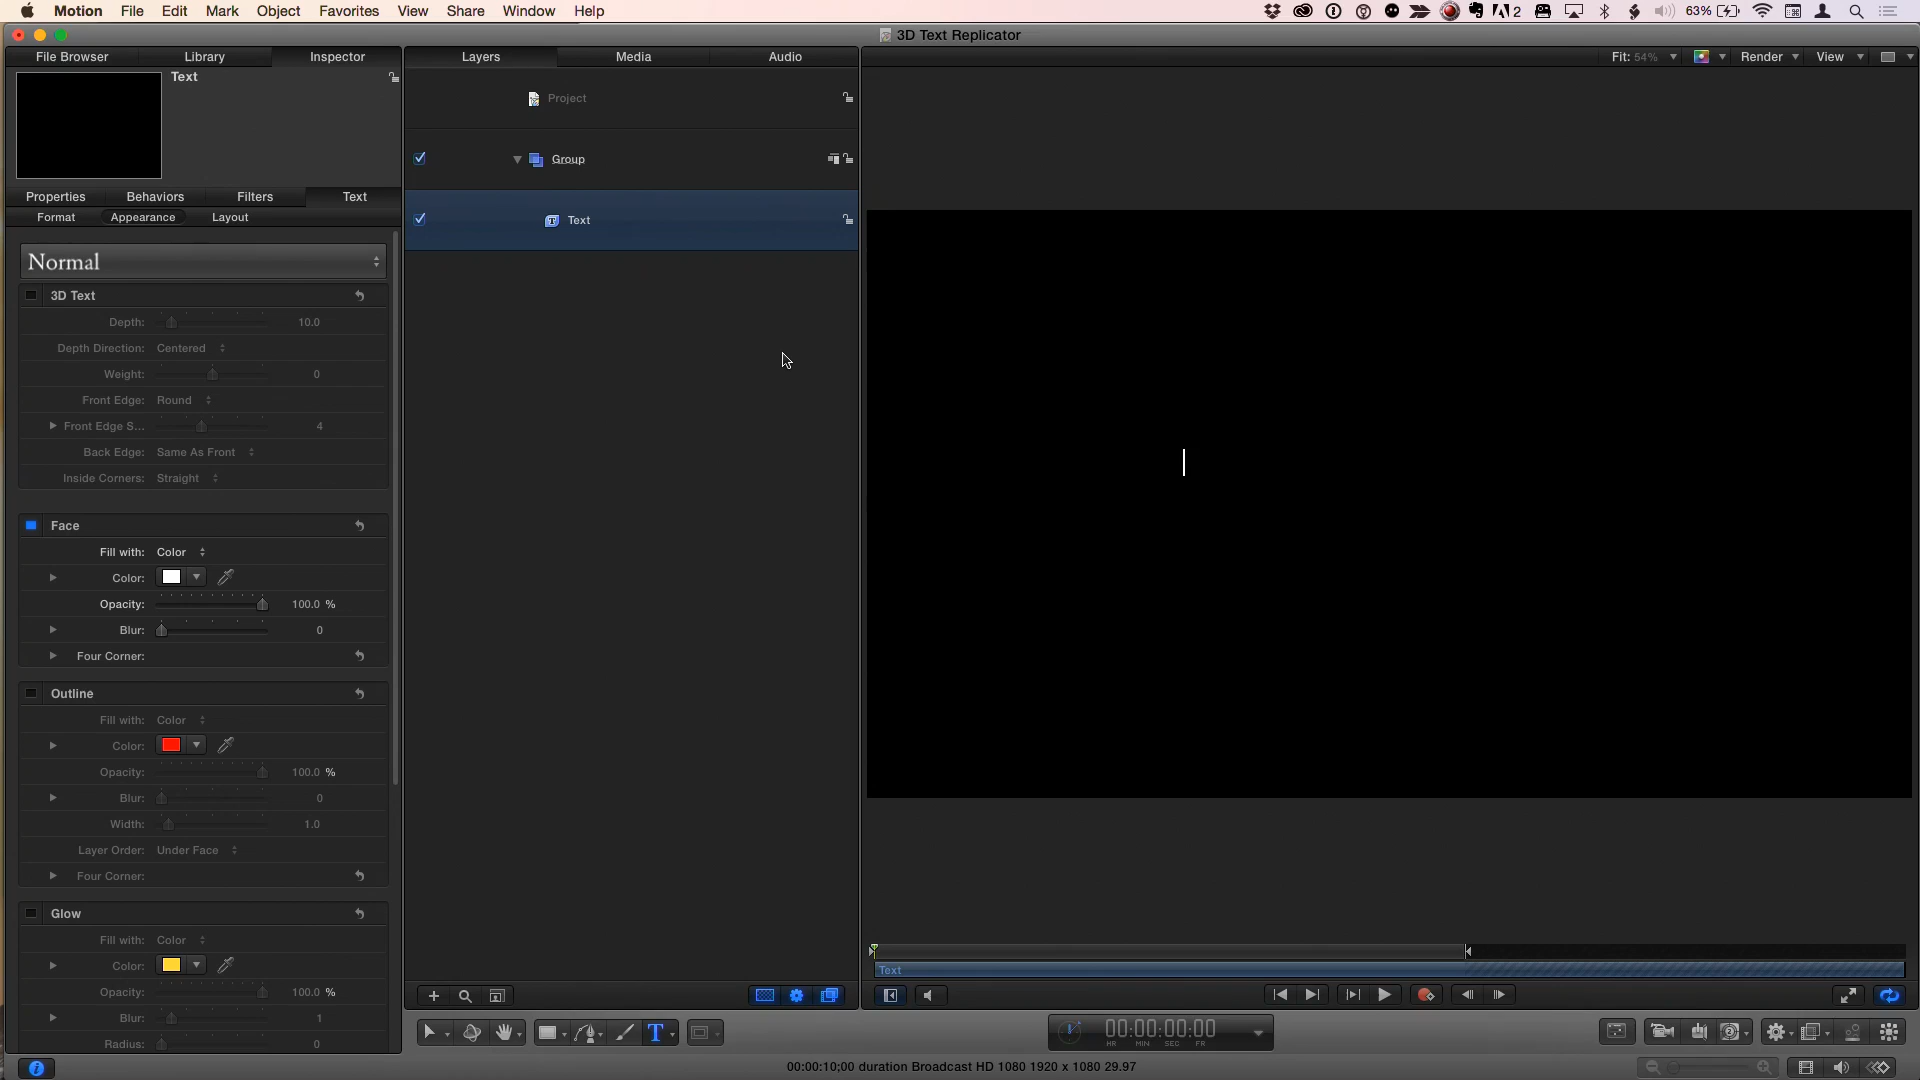 Motion File Edit Mark Object Favorites View Share Window Help 2 63%
3D Text Replicator
File Browser Library Inspector Layers Media Audio Fit: 54% Render View
Text
Project
Group
Text
Properties Behaviors Filters Text
Format Appearance Layout
Normal
3D Text
Depth: 10.0
Depth Direction: Centered
Weight: 0
Front Edge: Round
Front Edge S... 4
Back Edge: Same As Front
Inside Corners: Straight
Face
Fill with: Color
Color:
Opacity: 100.0 %
Blur: 0
Four Corner:
Outline
Fill with: Color
Color:
Opacity: 100.0 %
Blur: 0
Width: 1.0
Layer Order: Under Face
Four Corner:
Glow
Fill with: Color
Color:
Opacity: 100.0 %
Blur: 1
Radius: 0
Text
T
00:00:00:00
HR MIN SEC FR
00:00:10;00 duration Broadcast HD 1080 1920 x 1080 29.97